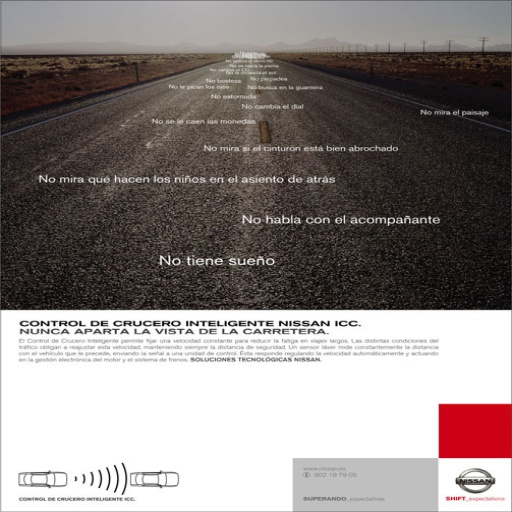 No se rasca la pierna
No le molesta el sol
No bosteza No parpadea
No le pican los ojos No busca en la guantera
No estornuda
No cambia el dial
No mira el paisaje
No se le caen las monedas
No mira si el cinturón está bien abrochado
No mira qué hacen los niños en el asiento de atrás
No habla con el acompañante
No tiene sueño
CONTROL DE CRUCERO INTELIGENTE NISSAN ICC.
NUNCA APARTA LA VISTA DE LA CARRETERA.
El Control de Crucero Inteligente permite fijar una velocidad constante para reducir la fatiga en viajes largos. Las distintas condiciones del
tráfico obligan a reajustar esta velocidad, manteniendo siempre la distancia de seguridad. Un sensor láser mide constantemente la distancia
con el vehículo que le precede, enviando la señal a una unidad de control. Ésta responde regulando la velocidad automáticamente y actuando
en la gestión electrónica del motor y el sistema de frenos. SOLUCIONES TECNOLÓGICAS NISSAN.
www.nissan.es
902 19 79 05
NISSAN
CONTROL DE CRUCERO INTELIGENTE ICC.
SUPERANDO_expectativas
SHIFT_expectations